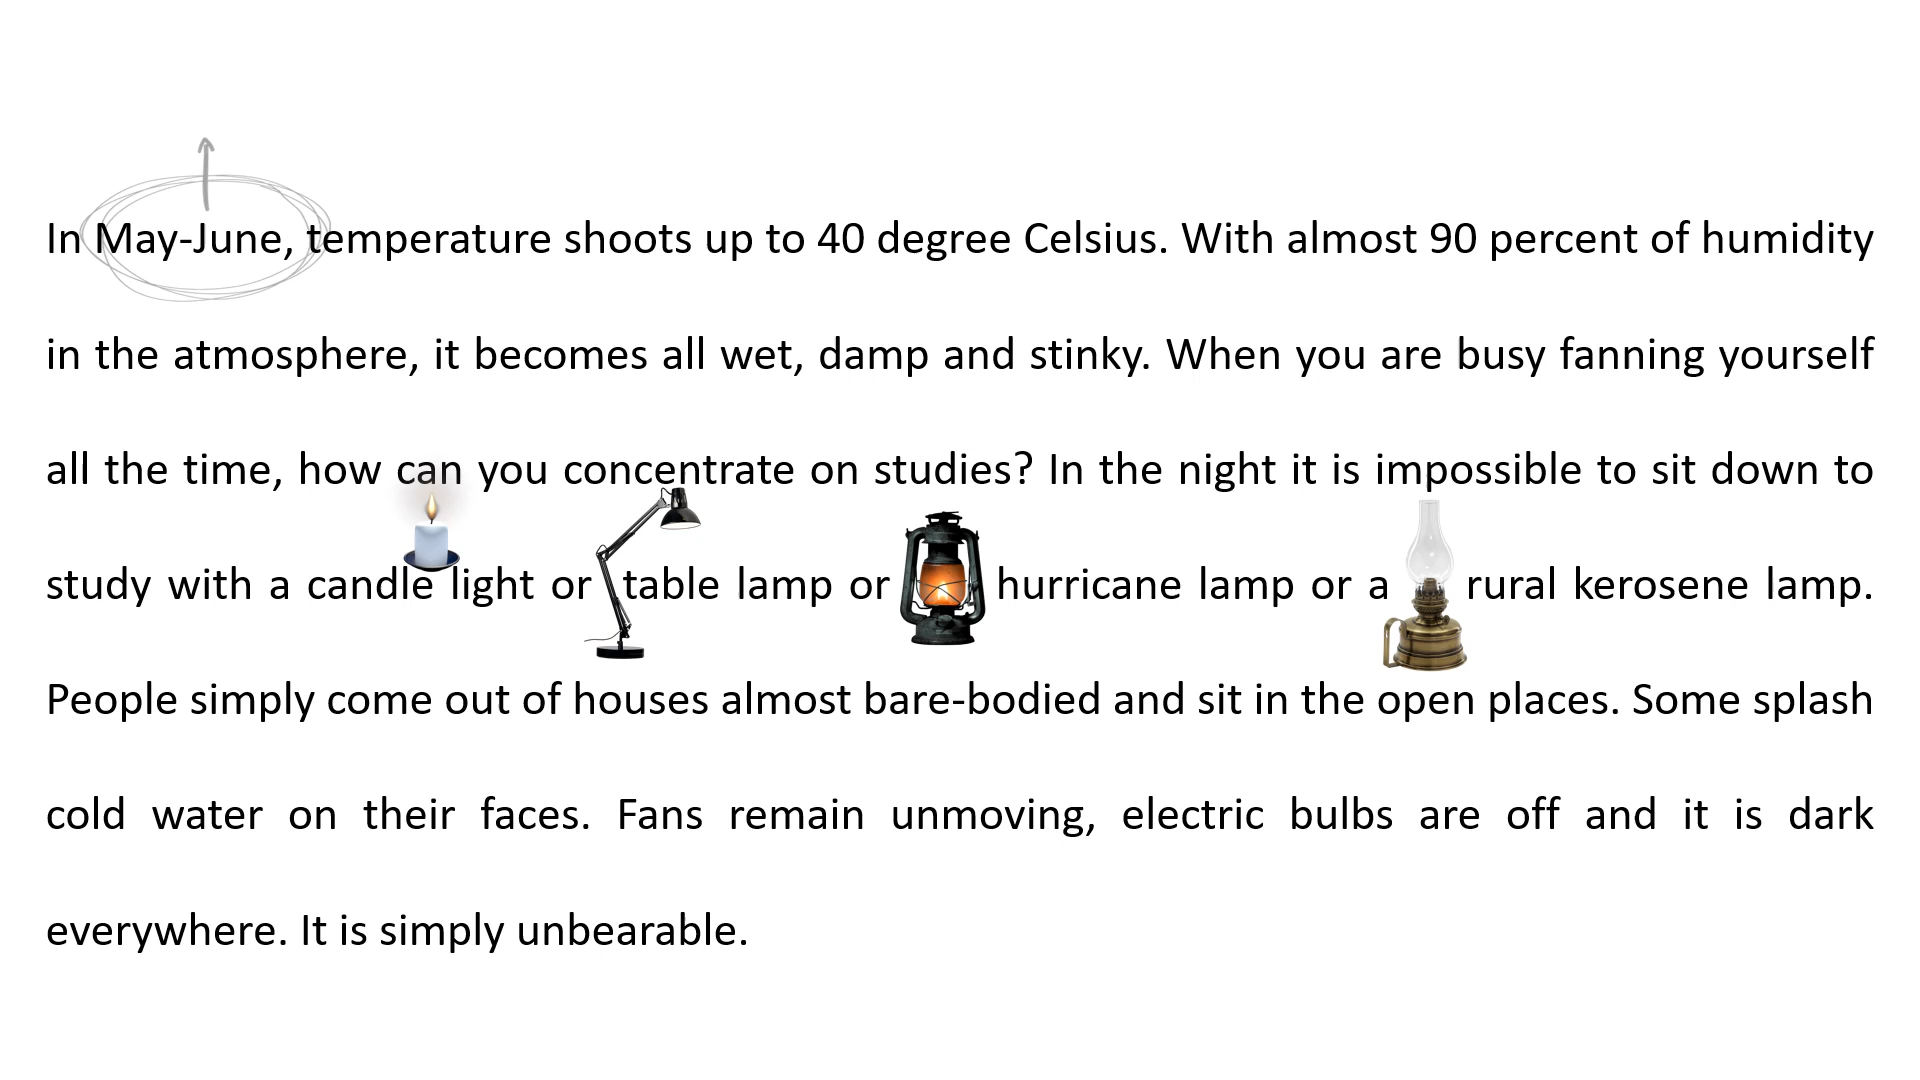 In May-June, temperature shoots up to 40 degree Celsius. With almost 90 percent of humidity
in the atmosphere, it becomes all wet, damp and stinky. When you are busy fanning yourself
all the time, how can you concentrate on studies? In the night it is impossible to sit down to
study with a candle light or table lamp or hurricane lamp or a rural kerosene lamp.
People simply come out of houses almost bare-bodied and sit in the open places. Some splash
cold water on their faces. Fans remain unmoving, electric bulbs are off and it is dark
everywhere. It is simply unbearable.